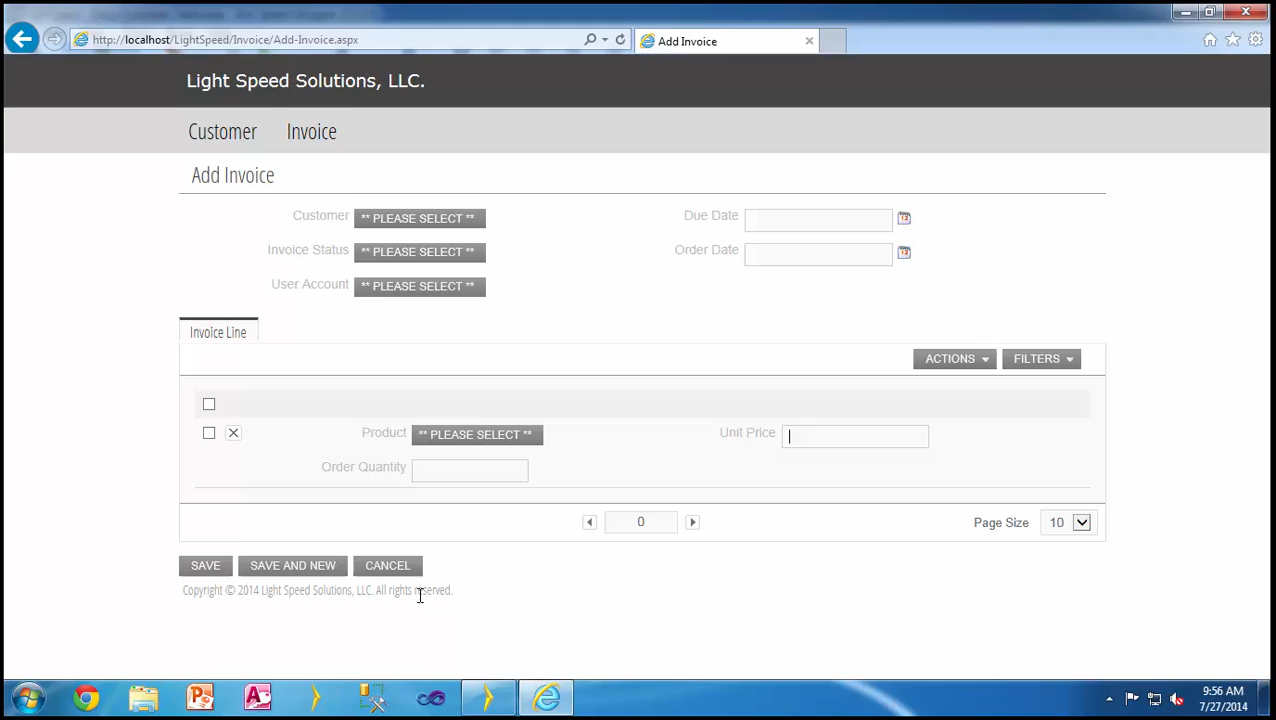 http://localhost/LightSpeed/Invoice/Add-Invoice.aspx
Add Invoice
Light Speed Solutions, LLC.
Customer Invoice
Add Invoice
Customer ** PLEASE SELECT ** Due Date 12
Invoice Status ** PLEASE SELECT ** Order Date 12
User Account ** PLEASE SELECT **
Invoice Line
ACTIONS FILTERS
Product ** PLEASE SELECT ** Unit Price
Order Quantity
0 Page Size 10
SAVE SAVE AND NEW CANCEL
Copyright © 2014 Light Speed Solutions, LLC. All rights reserved.
9:56 AM
7/27/2014